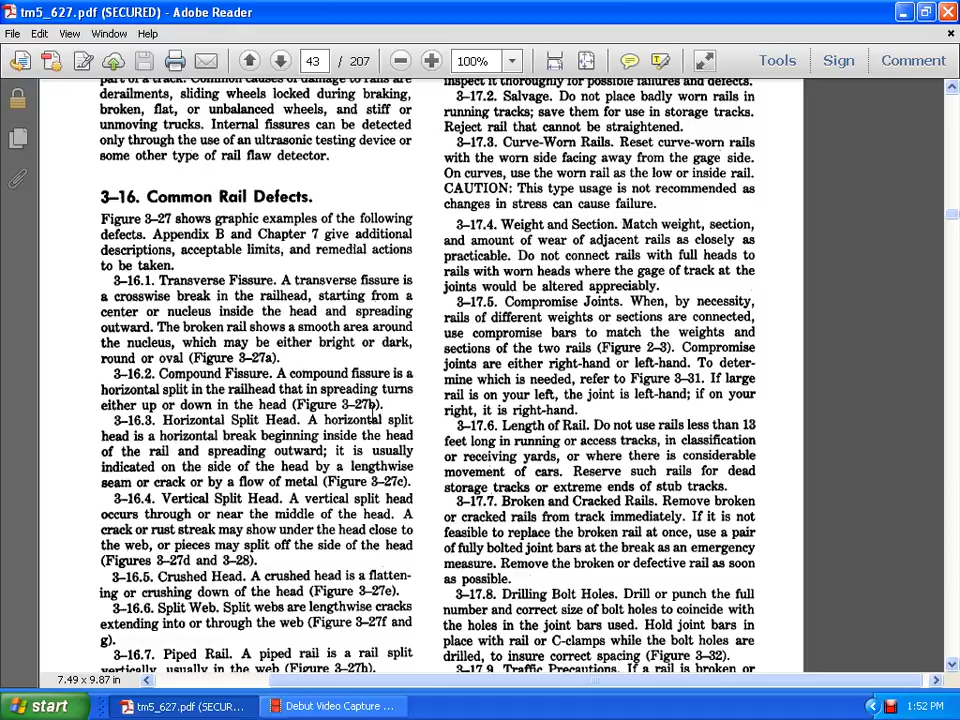 tm5_627.pdf (SECURED) - Adobe Reader
File Edit View Window Help
43 / 207 100% Tools Sign Comment
part of a track. Common causes of damage to rails are
derailments, sliding wheels locked during braking,
broken, flat, or unbalanced wheels, and stiff or
unmoving trucks. Internal fissures can be detected
only through the use of an ultrasonic testing device or
some other type of rail flaw detector.
3–16. Common Rail Defects.
Figure 3–27 shows graphic examples of the following
defects. Appendix B and Chapter 7 give additional
descriptions, acceptable limits, and remedial actions
to be taken.
3–16.1. Transverse Fissure. A transverse fissure is
a crosswise break in the railhead, starting from a
center or nucleus inside the head and spreading
outward. The broken rail shows a smooth area around
the nucleus, which may be either bright or dark,
round or oval (Figure 3–27a).
3–16.2. Compound Fissure. A compound fissure is a
horizontal split in the railhead that in spreading turns
either up or down in the head (Figure 3–27b).
3–16.3. Horizontal Split Head. A horizontal split
head is a horizontal break beginning inside the head
of the rail and spreading outward; it is usually
indicated on the side of the head by a lengthwise
seam or crack or by a flow of metal (Figure 3–27c).
3–16.4. Vertical Split Head. A vertical split head
occurs through or near the middle of the head. A
crack or rust streak may show under the head close to
the web, or pieces may split off the side of the head
(Figures 3–27d and 3–28).
3–16.5. Crushed Head. A crushed head is a flatten-
ing or crushing down of the head (Figure 3–27e).
3–16.6. Split Web. Split webs are lengthwise cracks
extending into or through the web (Figure 3–27f and
g).
3–16.7. Piped Rail. A piped rail is a rail split
vertically, usually in the web (Figure 3–27h).
inspect it thoroughly for possible failures and defects.
3–17.2. Salvage. Do not place badly worn rails in
running tracks; save them for use in storage tracks.
Reject rail that cannot be straightened.
3–17.3. Curve-Worn Rails. Reset curve-worn rails
with the worn side facing away from the gage side.
On curves, use the worn rail as the low or inside rail.
CAUTION: This type usage is not recommended as
changes in stress can cause failure.
3–17.4. Weight and Section. Match weight, section,
and amount of wear of adjacent rails as closely as
practicable. Do not connect rails with full heads to
rails with worn heads where the gage of track at the
joints would be altered appreciably.
3–17.5. Compromise Joints. When, by necessity,
rails of different weights or sections are connected,
use compromise bars to match the weights and
sections of the two rails (Figure 2–3). Compromise
joints are either right-hand or left-hand. To deter-
mine which is needed, refer to Figure 3–31. If large
rail is on your left, the joint is left-hand; if on your
right, it is right-hand.
3–17.6. Length of Rail. Do not use rails less than 13
feet long in running or access tracks, in classification
or receiving yards, or where there is considerable
movement of cars. Reserve such rails for dead
storage tracks or extreme ends of stub tracks.
3–17.7. Broken and Cracked Rails. Remove broken
or cracked rails from track immediately. If it is not
feasible to replace the broken rail at once, use a pair
of fully bolted joint bars at the break as an emergency
measure. Remove the broken or defective rail as soon
as possible.
3–17.8. Drilling Bolt Holes. Drill or punch the full
number and correct size of bolt holes to coincide with
the holes in the joint bars used. Hold joint bars in
place with rail or C-clamps while the bolt holes are
drilled, to insure correct spacing (Figure 3–32).
3–17.9. Traffic Precautions. If a rail is broken or
7.49 x 9.87 in
start tm5_627.pdf (SECUR... Debut Video Capture ... 1:52 PM